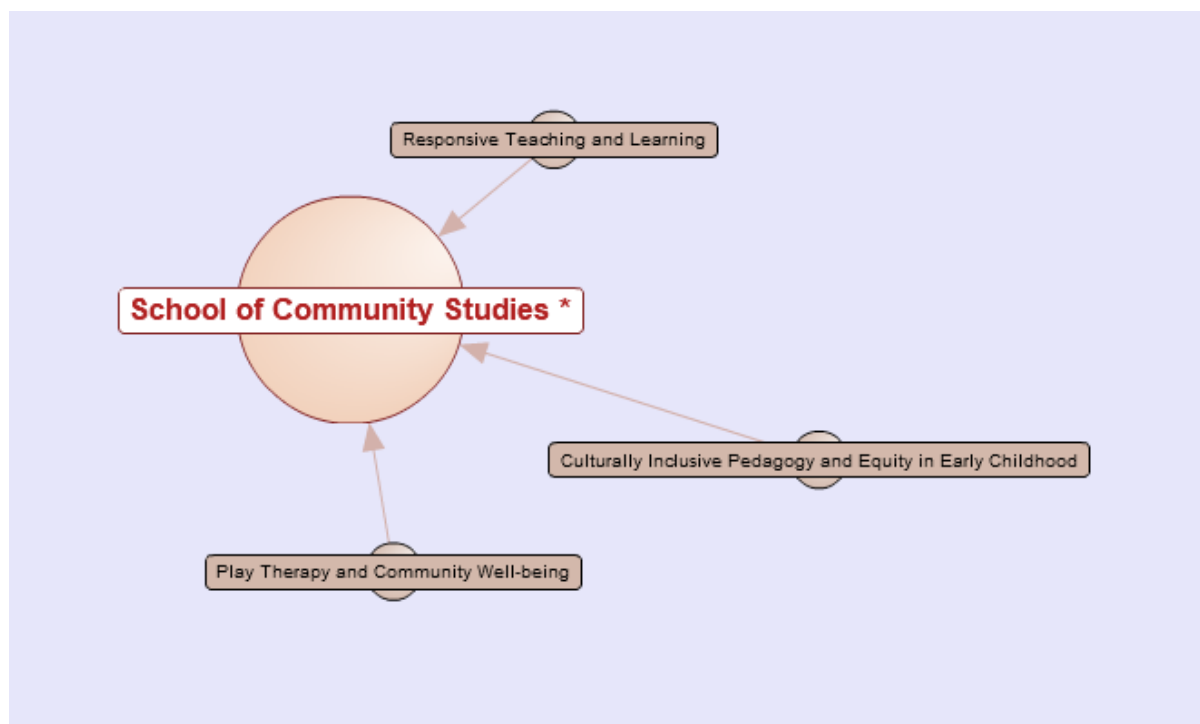 Responsive Teaching and Learning
School of Community Studies *
Culturally Inclusive Pedagogy and Equity in Early Childhood
Play Therapy and Community Well-being